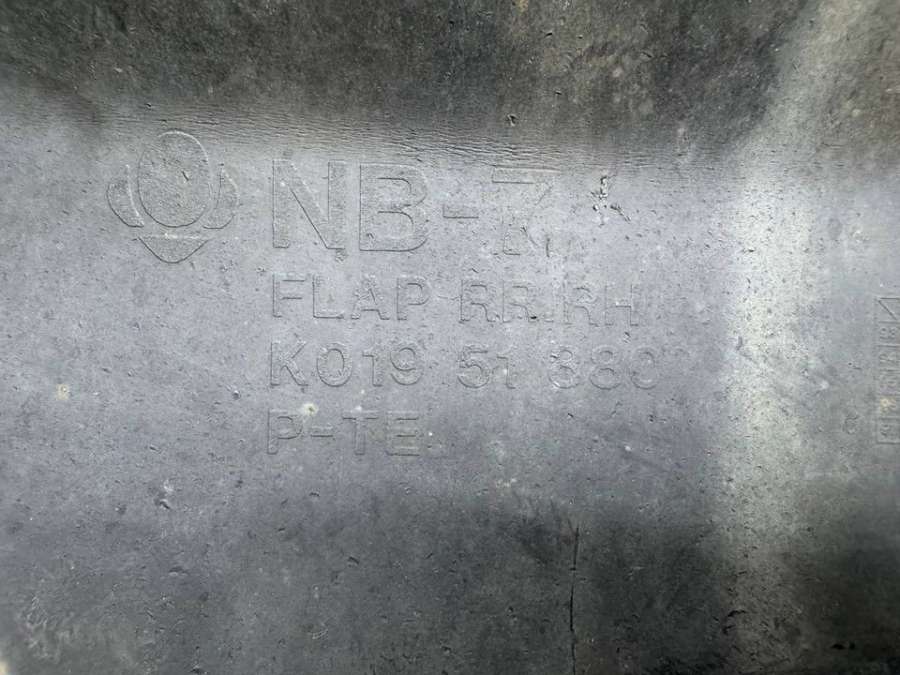 NB-7
FLAP RR.RH
K019 51 880
P-TE